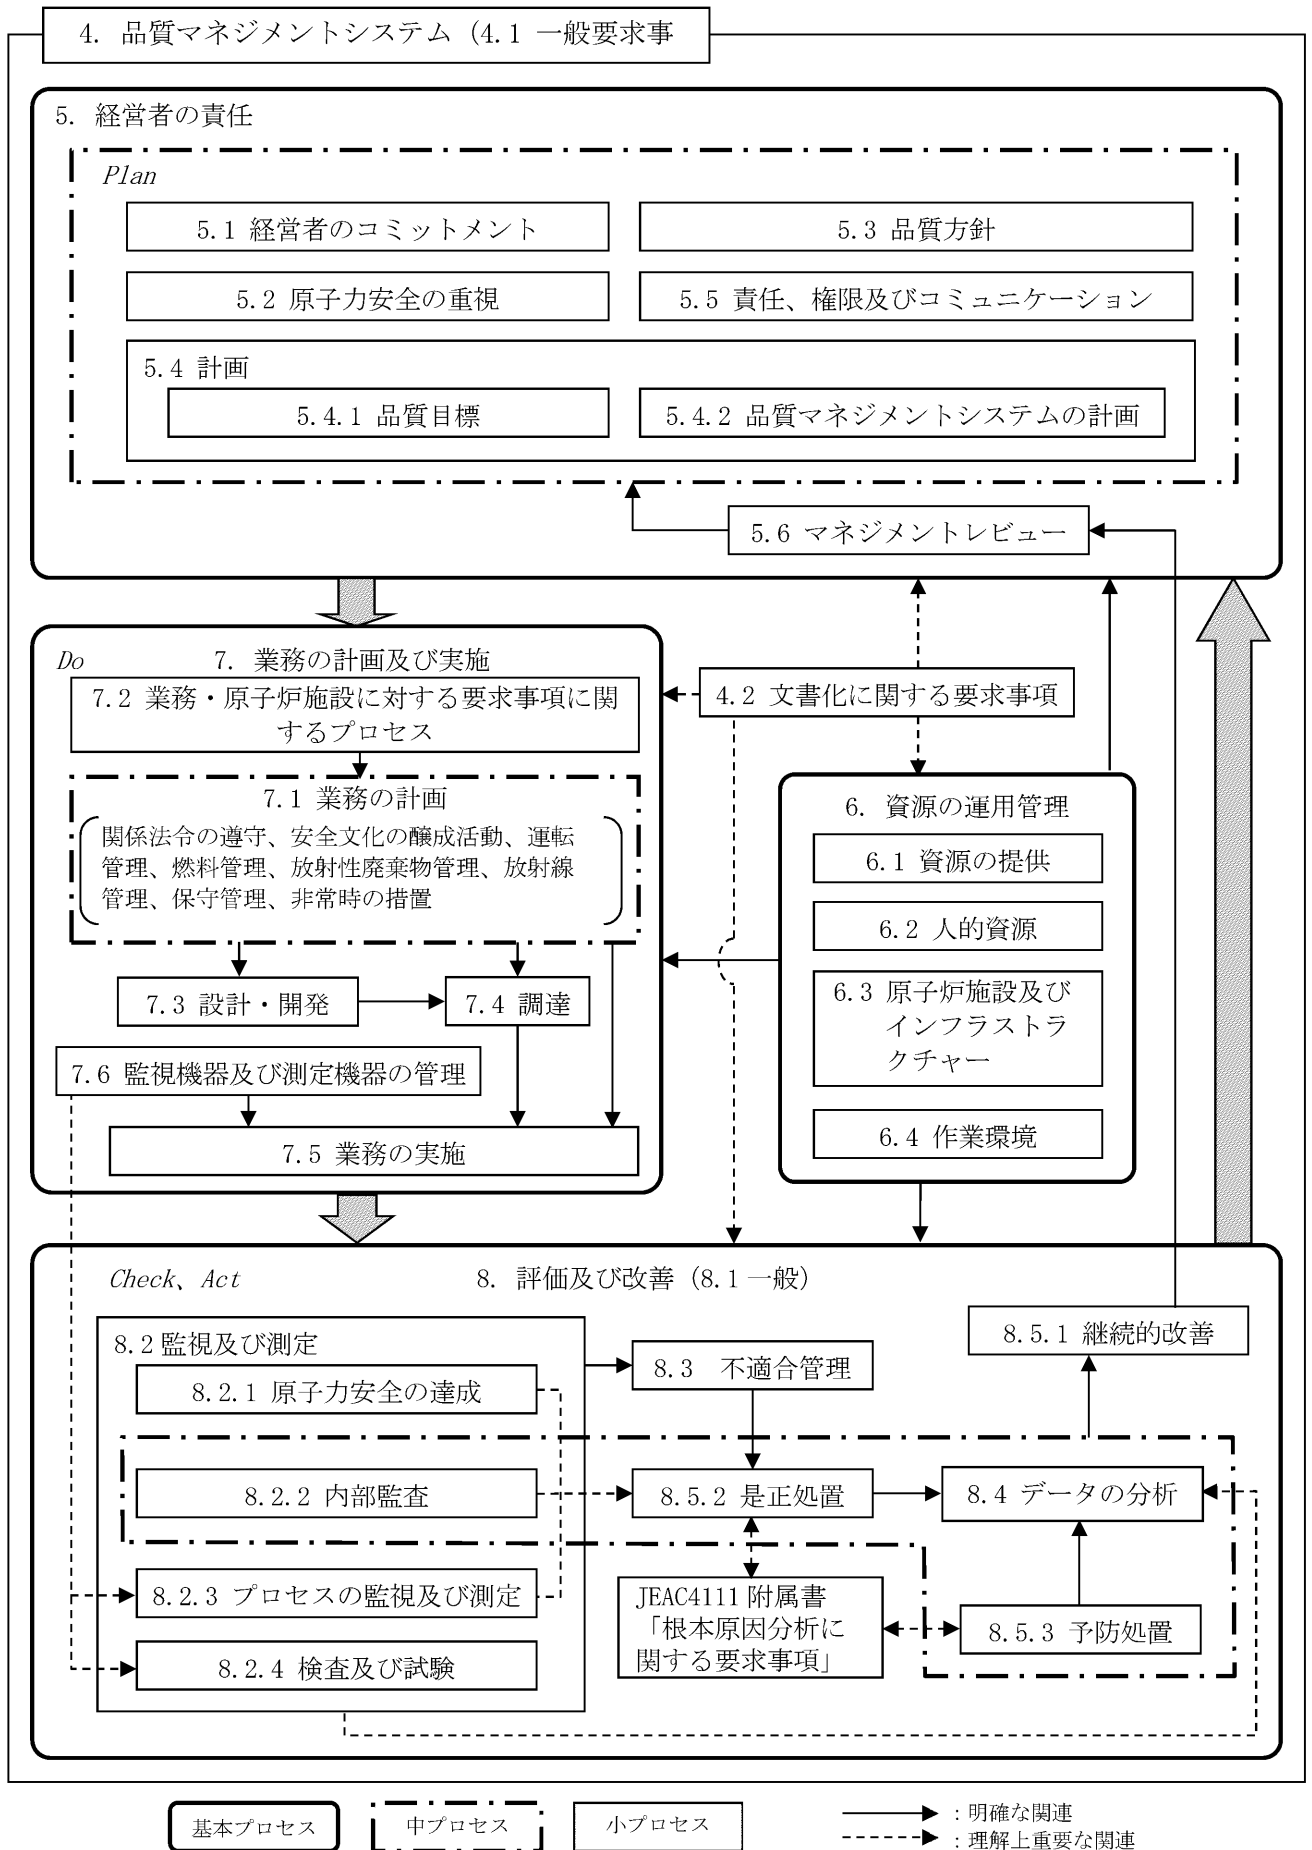 4. 品質マネジメントシステム（4.1 一般要求事
5. 経営者の責任
Plan
5.1 経営者のコミットメント
5.3 品質方針
5.2 原子力安全の重視
5.5 責任、権限及びコミュニケーション
5.4 計画
5.4.1 品質目標
5.4.2 品質マネジメントシステムの計画
5.6 マネジメントレビュー
Do
7. 業務の計画及び実施
7.2 業務・原子炉施設に対する要求事項に関
するプロセス
4.2 文書化に関する要求事項
7.1 業務の計画
関係法令の遵守、安全文化の醸成活動、運転
管理、燃料管理、放射性廃棄物管理、放射線
管理、保守管理、非常時の措置
7.3 設計・開発
7.4 調達
7.6 監視機器及び測定機器の管理
7.5 業務の実施
6. 資源の運用管理
6.1 資源の提供
6.2 人的資源
6.3 原子炉施設及び
インフラストラ
クチャー
6.4 作業環境
Check、Act
8. 評価及び改善（8.1 一般）
8.5.1 継続的改善
8.2 監視及び測定
8.3 不適合管理
8.2.1 原子力安全の達成
8.2.2 内部監査
8.5.2 是正処置
8.4 データの分析
8.2.3 プロセスの監視及び測定
JEAC4111 附属書
「根本原因分析に
関する要求事項」
8.5.3 予防処置
8.2.4 検査及び試験
基本プロセス
中プロセス
小プロセス
：明確な関連
：理解上重要な関連